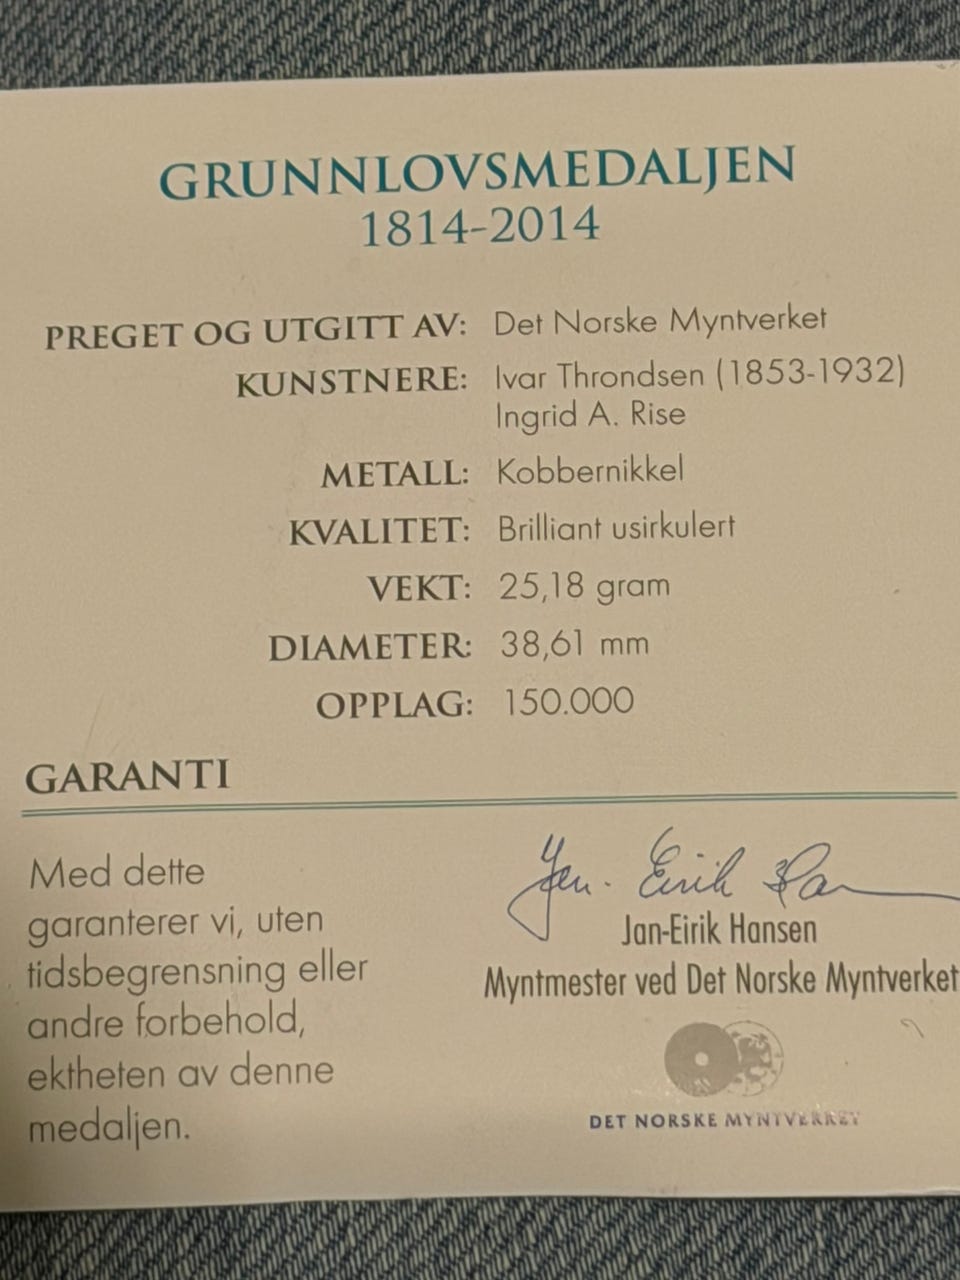 GRUNNLOVSMEDALJEN
1814-2014
PREGET OG UTGITT AV: Det Norske Myntverket
KUNSTNERE: Ivar Throndsen (1853-1932)
Ingrid A. Rise
METALL: Kobbernikkel
KVALITET: Brilliant usirkulert
VEKT: 25,18 gram
DIAMETER: 38,61 mm
OPPLAG: 150.000
GARANTI
Med dette
garanterer vi, uten
tidsbegrensning eller
andre forbehold,
ektheten av denne
medaljen.
Jan-Eirik Hansen
Myntmester ved Det Norske Myntverket
DET NORSKE MYNTVERKET